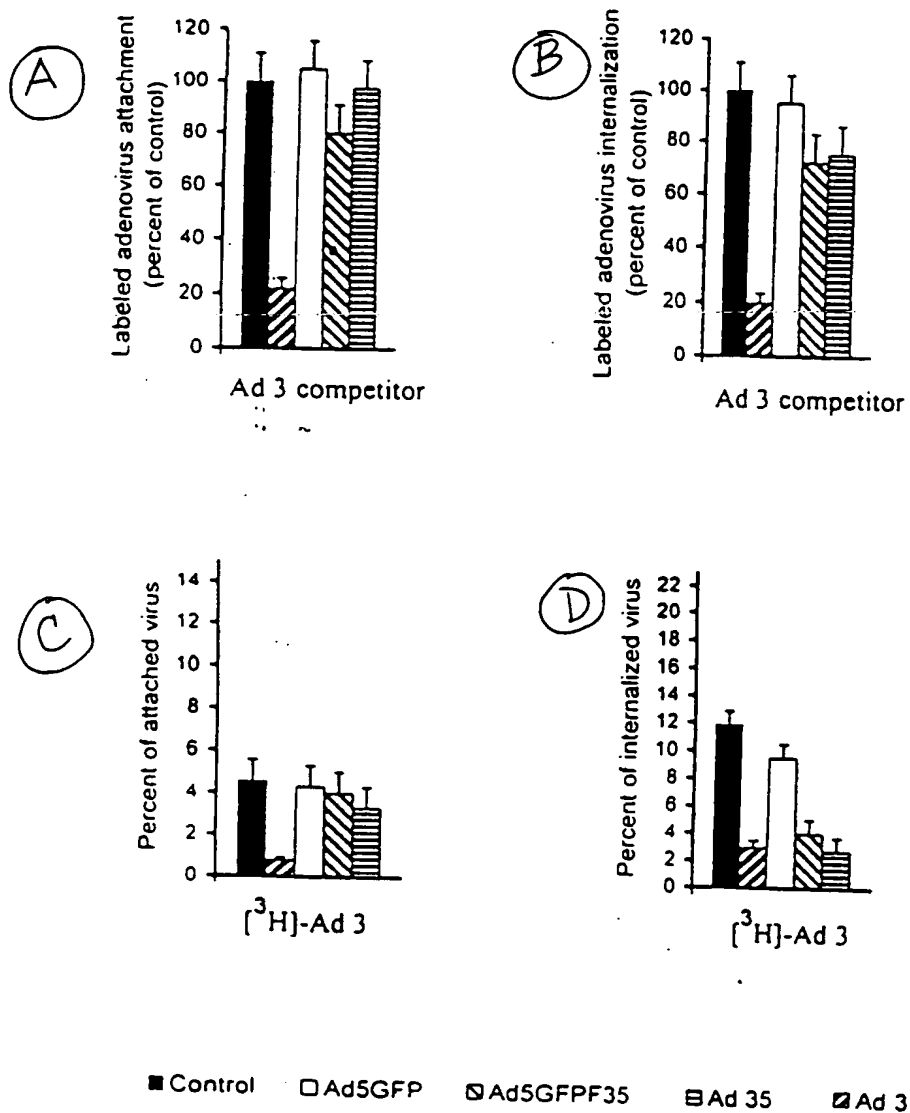 A
Labeled adenovirus attachment
(percent of control)
120
100
80
60
40
20
0
Ad 3 competitor
B
Labeled adenovirus internalization
(percent of control)
120
100
80
60
40
20
0
Ad 3 competitor
C
Percent of attached virus
14
12
10
8
6
4
2
0
[³H]-Ad 3
D
Percent of internalized virus
22
20
18
16
14
12
10
8
6
4
2
0
[³H]-Ad 3
Control Ad5GFP Ad5GFPF35 Ad 35 Ad 3